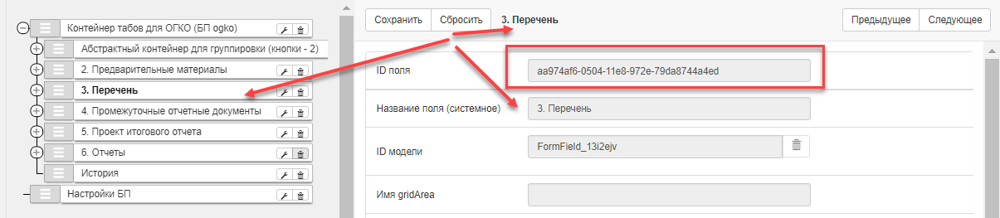 Контейнер табов для ОГКО (БП ogko)
Абстрактный контейнер для группировки (кнопки - 2)
2. Предварительные материалы
3. Перечень
4. Промежуточные отчетные документы
5. Проект итогового отчета
6. Отчеты
История
Настройки БП
Сохранить Сбросить 3. Перечень Предыдущее Следующее
ID поля aa974af6-0504-11e8-972e-79da8744a4ed
Название поля (системное) 3. Перечень
ID модели FormField_13i2ejv
Имя gridArea